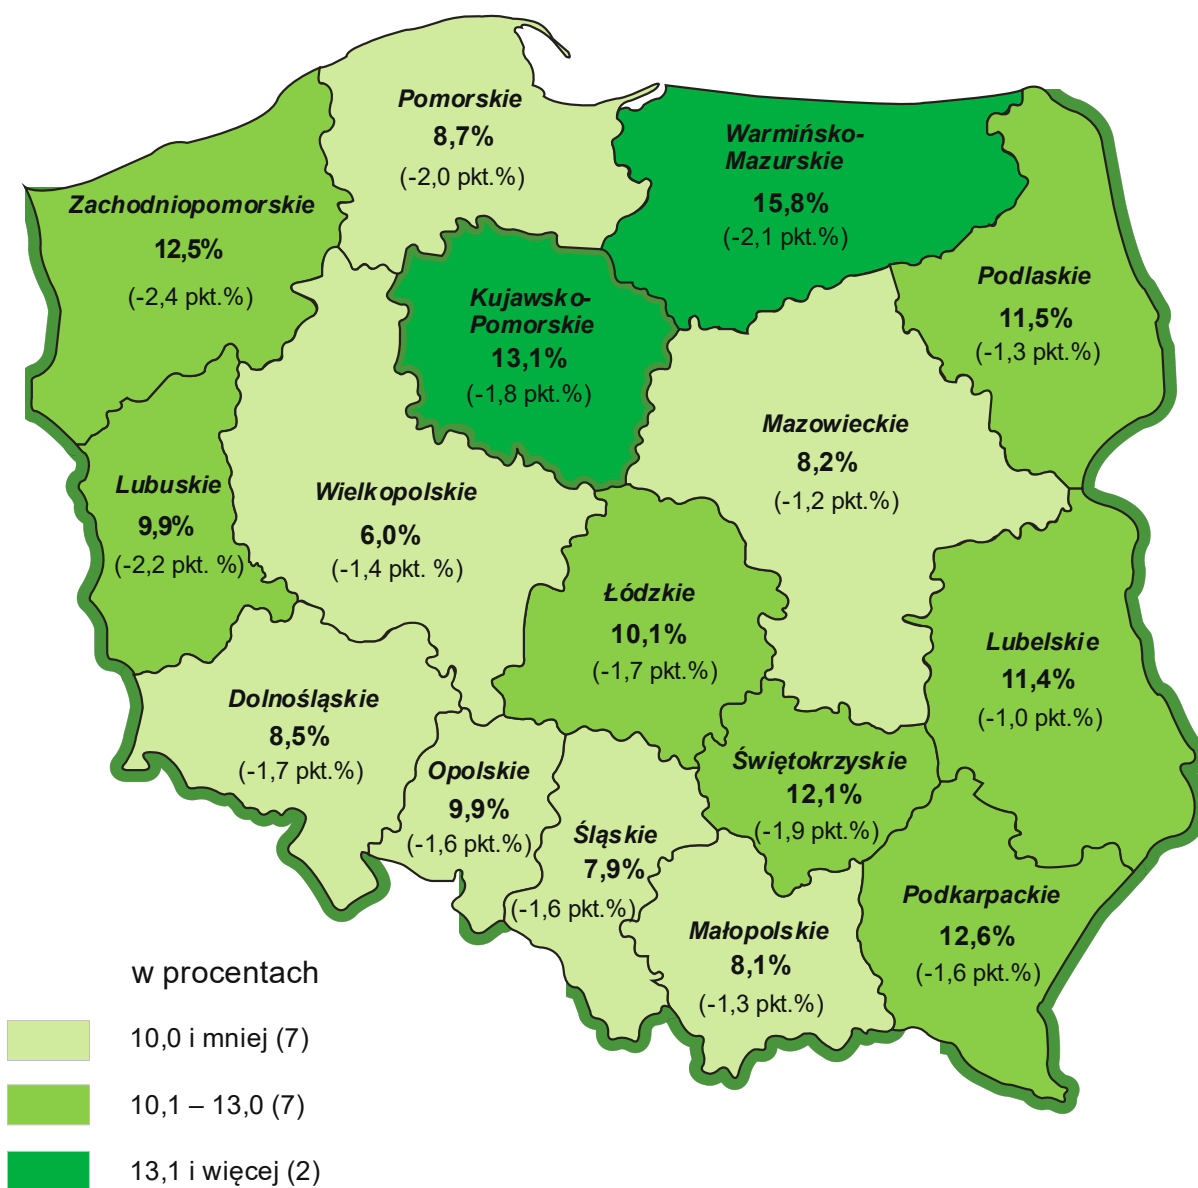 Pomorskie
8,7%
(-2,0 pkt.%)
Warmińsko-
Mazurskie
15,8%
(-2,1 pkt.%)
Zachodniopomorskie
12,5%
(-2,4 pkt.%)
Kujawsko-
Pomorskie
13,1%
(-1,8 pkt.%)
Podlaskie
11,5%
(-1,3 pkt.%)
Mazowieckie
8,2%
(-1,2 pkt.%)
Lubuskie
9,9%
(-2,2 pkt. %)
Wielkopolskie
6,0%
(-1,4 pkt. %)
Łódzkie
10,1%
(-1,7 pkt.%)
Lubelskie
11,4%
(-1,0 pkt.%)
Dolnośląskie
8,5%
(-1,7 pkt.%)
Opolskie
9,9%
(-1,6 pkt.%)
Śląskie
7,9%
(-1,6 pkt.%)
Świętokrzyskie
12,1%
(-1,9 pkt.%)
Małopolskie
8,1%
(-1,3 pkt.%)
Podkarpackie
12,6%
(-1,6 pkt.%)
w procentach
10,0 i mniej (7)
10,1 – 13,0 (7)
13,1 i więcej (2)